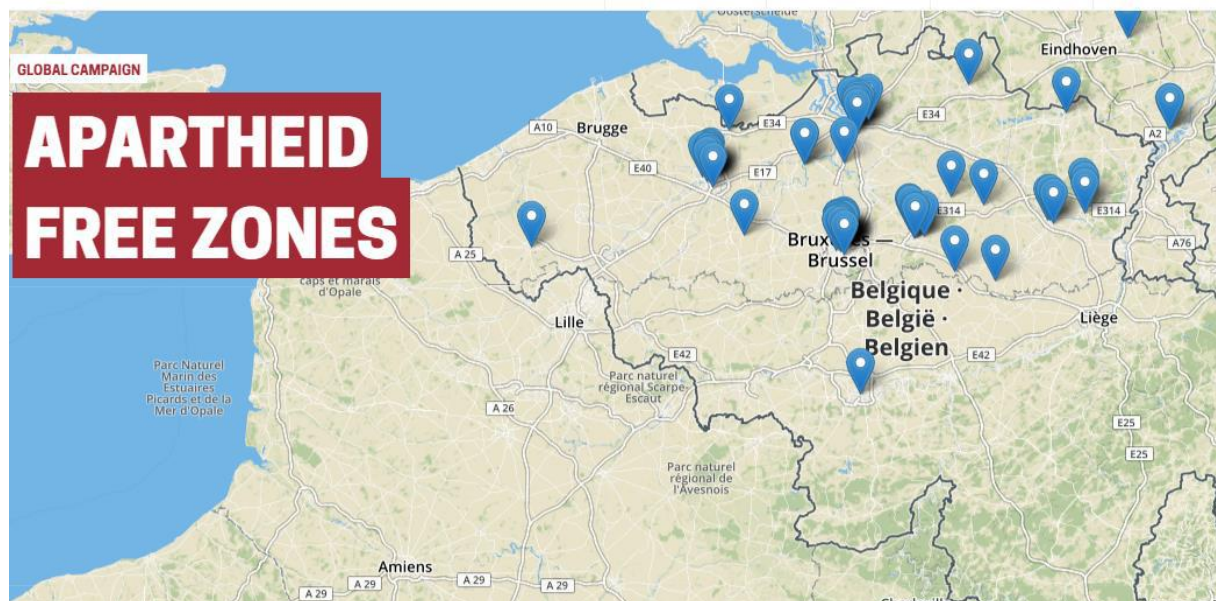 Oosterschelde
GLOBAL CAMPAIGN
APARTHEID
FREE ZONES
Eindhoven
A10
Brugge
E34
E34
A2
E40
E17
E314
E314
Bruxelles —
Brussel
A 25
A76
caps et marais
d'Opale
Belgique ·
België ·
Belgien
Lille
Liège
E42
E42
Parc Naturel
Marin des
Estuaires
Picards et de la
Mer d'Opale
Parc naturel
régional Scarpe-
Escaut
A 26
E25
E25
Parc naturel
régional de
l'Avesnois
Amiens
A 29
A 29
A 29
A 29